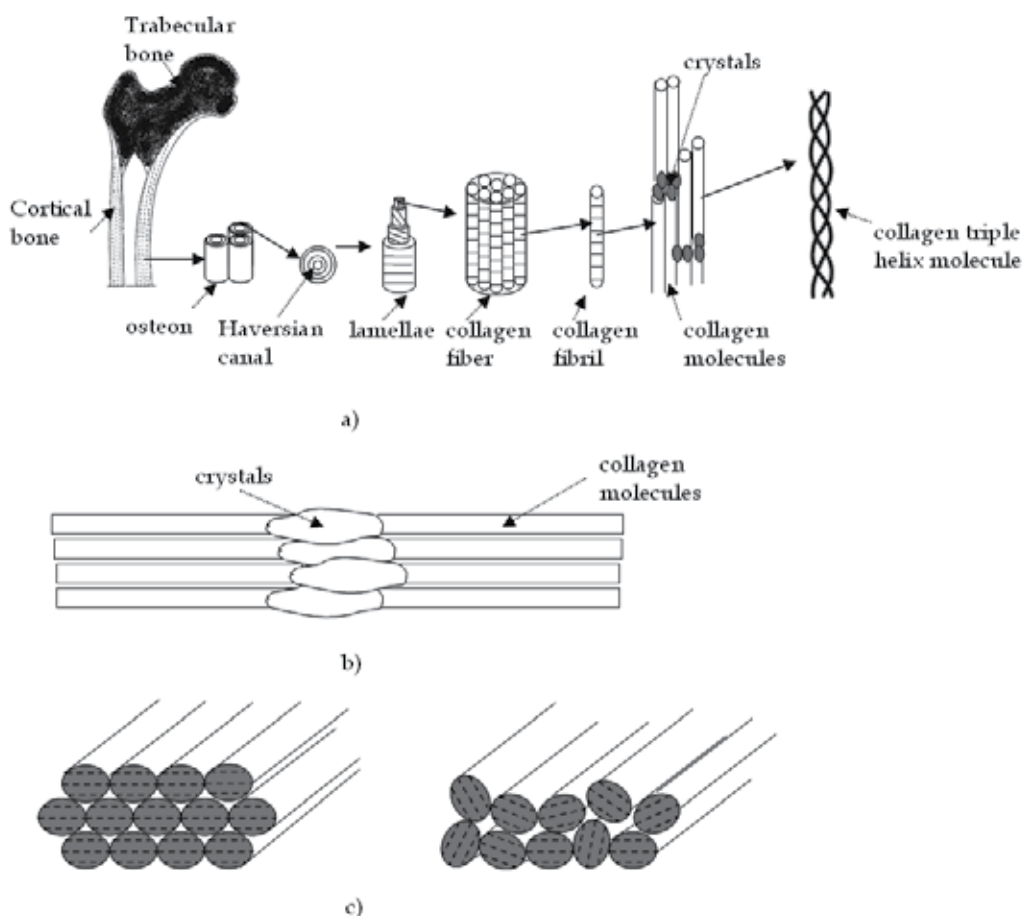 Trabecular
bone
crystals
Cortical
bone
collagen triple
helix molecule
osteon
Haversian
canal
lamellae
collagen
fiber
collagen
fibril
collagen
molecules
a)
crystals
collagen
molecules
b)
c)